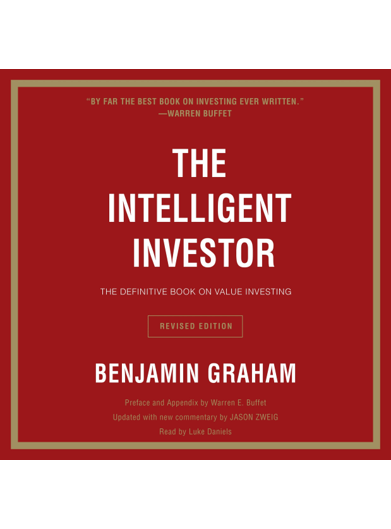 “BY FAR THE BEST BOOK ON INVESTING EVER WRITTEN.”
—WARREN BUFFET
THE
INTELLIGENT
INVESTOR
THE DEFINITIVE BOOK ON VALUE INVESTING
REVISED EDITION
BENJAMIN GRAHAM
Preface and Appendix by Warren E. Buffet
Updated with new commentary by JASON ZWEIG
Read by Luke Daniels